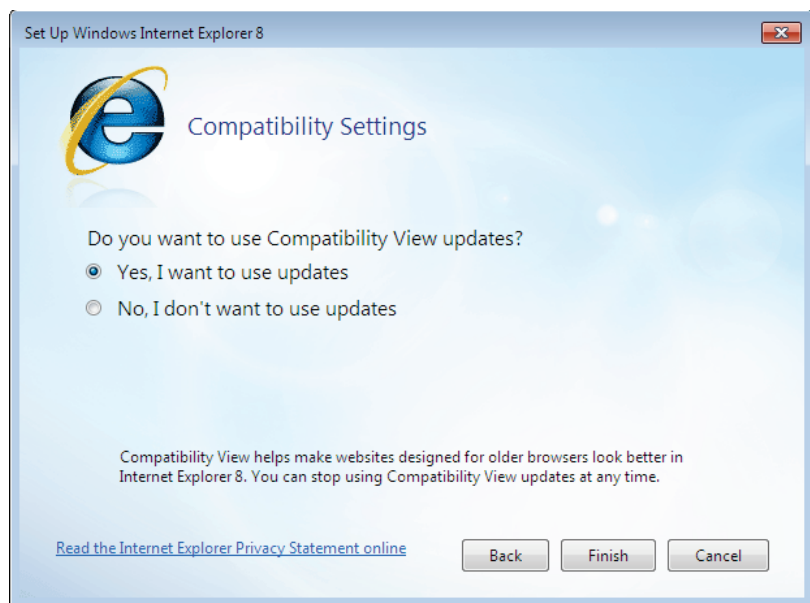 Set Up Windows Internet Explorer 8
Compatibility Settings
Do you want to use Compatibility View updates?
Yes, I want to use updates
No, I don't want to use updates
Compatibility View helps make websites designed for older browsers look better in
Internet Explorer 8. You can stop using Compatibility View updates at any time.
Read the Internet Explorer Privacy Statement online
Back
Finish
Cancel